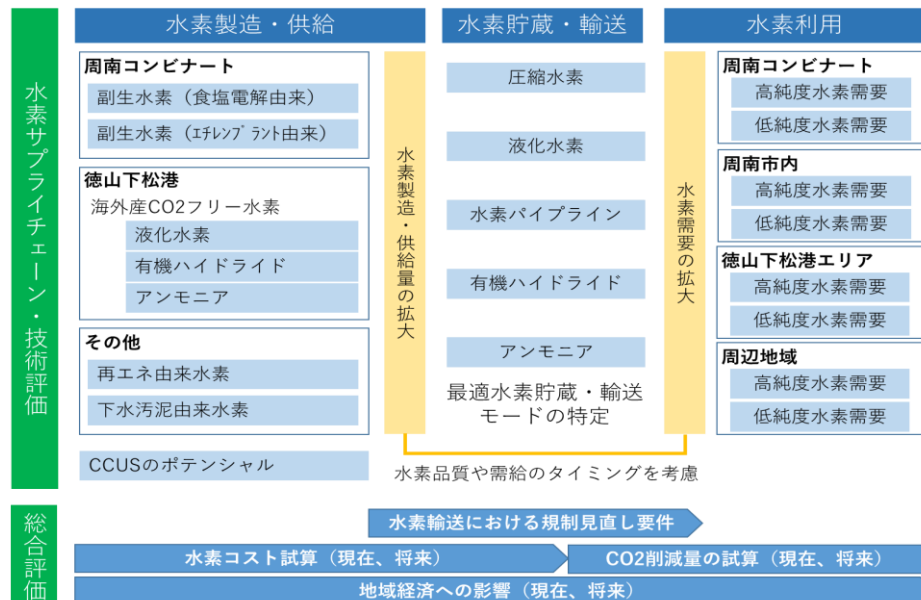 水素サプライチェーン・技術評価
水素製造・供給
周南コンビナート
副生水素（食塩電解由来）
副生水素（ｴﾁﾚﾝﾌﾟﾗﾝﾄ由来）
徳山下松港
海外産CO2フリー水素
液化水素
有機ハイドライド
アンモニア
その他
再エネ由来水素
下水汚泥由来水素
CCUSのポテンシャル
水素製造・供給量の拡大
水素貯蔵・輸送
圧縮水素
液化水素
水素パイプライン
有機ハイドライド
アンモニア
最適水素貯蔵・輸送
モードの特定
水素需要の拡大
水素品質や需給のタイミングを考慮
水素利用
周南コンビナート
高純度水素需要
低純度水素需要
周南市内
高純度水素需要
低純度水素需要
徳山下松港エリア
高純度水素需要
低純度水素需要
周辺地域
高純度水素需要
低純度水素需要
総合評価
水素輸送における規制見直し要件
水素コスト試算（現在、将来）
CO2削減量の試算（現在、将来）
地域経済への影響（現在、将来）